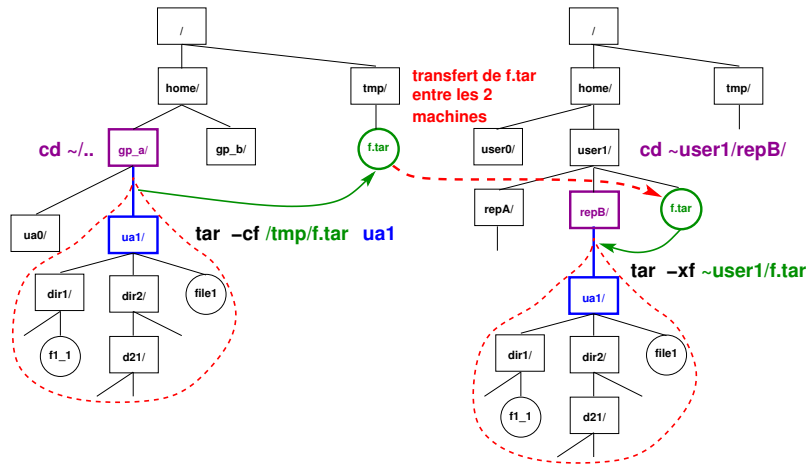 /
home/
tmp/
cd ~/..
gp_a/
gp_b/
f.tar
ua0/
ua1/
tar −cf /tmp/f.tar ua1
dir1/
dir2/
file1
f1_1
d21/
transfert de f.tar
entre les 2
machines
/
home/
tmp/
user0/
user1/
cd ~user1/repB/
repA/
repB/
f.tar
tar −xf ~user1/f.tar
ua1/
dir1/
dir2/
file1
f1_1
d21/